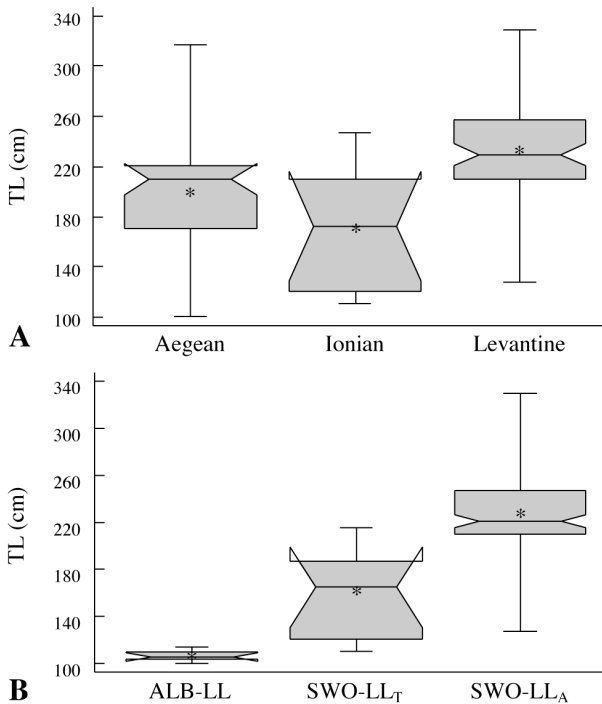 340
300
260
220
180
140
100
TL (cm)
* * *
A
Aegean Ionian Levantine
340
300
260
220
180
140
100
TL (cm)
* * *
B
ALB-LL SWO-LLT SWO-LLA